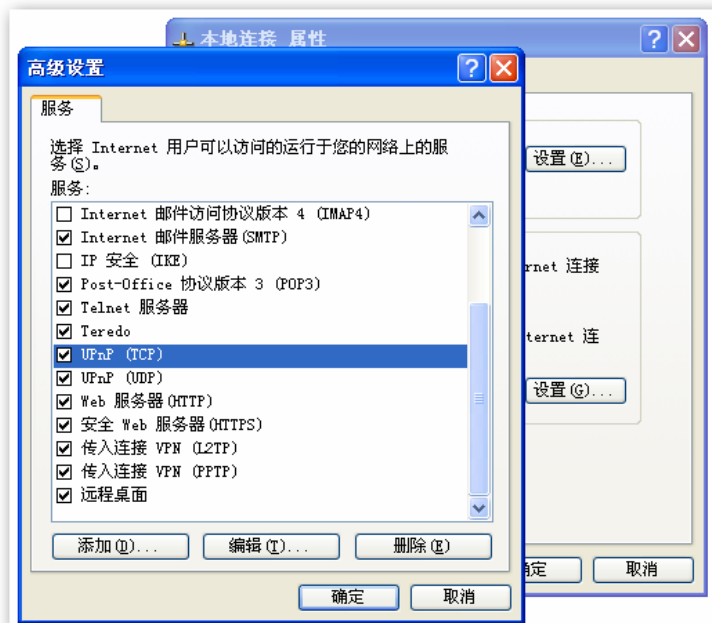 本地连接 属性
高级设置
服务
选择 Internet 用户可以访问的运行于您的网络上的服
务(S)。
服务:
Internet 邮件访问协议版本 4 (IMAP4)
Internet 邮件服务器(SMTP)
IP 安全 (IKE)
Post-Office 协议版本 3 (POP3)
Telnet 服务器
Teredo
UPnP (TCP)
UPnP (UDP)
Web 服务器(HTTP)
安全 Web 服务器(HTTPS)
传入连接 VPN (L2TP)
传入连接 VPN (PPTP)
远程桌面
添加(D)... 编辑(T)... 删除(E)
确定 取消
设置(E)...
rnet 连接
ternet 连
设置(G)...
定 取消